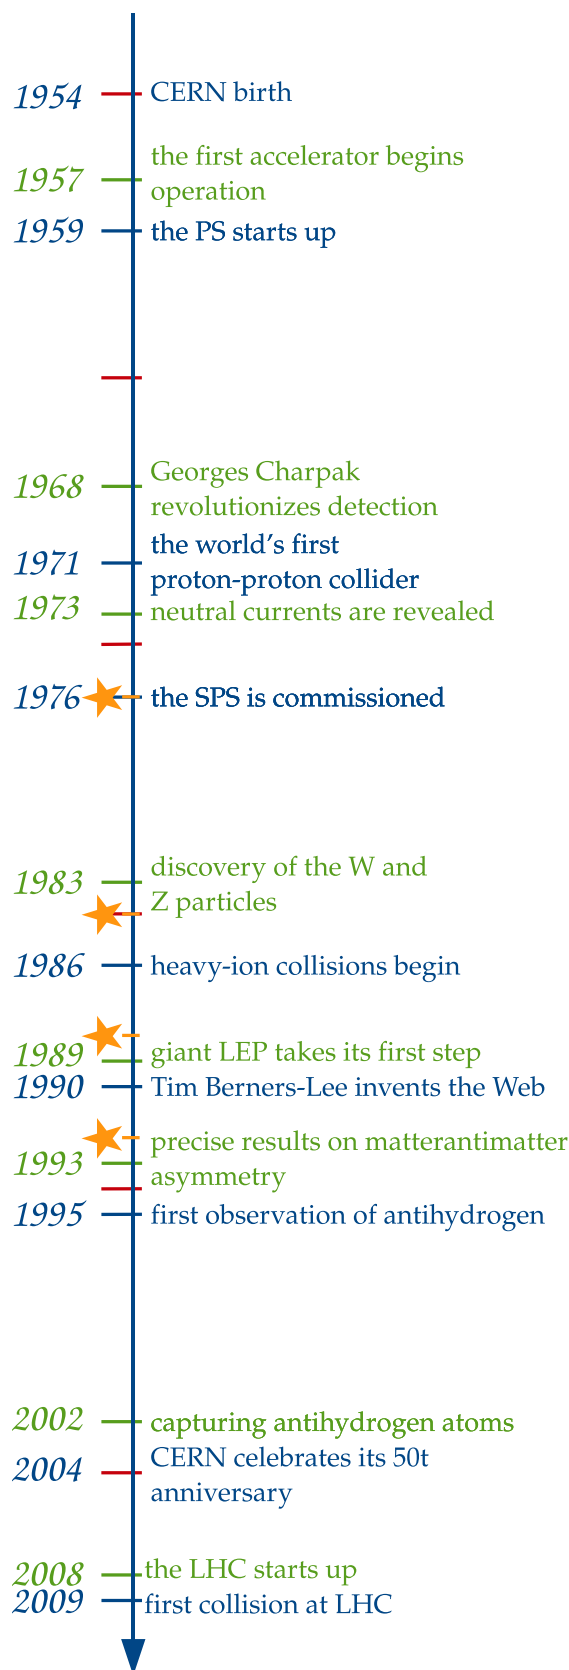 1954 CERN birth
the first accelerator begins
1957 operation
1959 the PS starts up
Georges Charpak
1968 revolutionizes detection
the world's first
1971 proton-proton collider
1973 neutral currents are revealed
1976 the SPS is commissioned
discovery of the W and
1983 Z particles
1986 heavy-ion collisions begin
1989 giant LEP takes its first step
1990 Tim Berners-Lee invents the Web
precise results on matterantimatter
1993 asymmetry
1995 first observation of antihydrogen
2002 capturing antihydrogen atoms
CERN celebrates its 50t
2004 anniversary
2008 the LHC starts up
2009 first collision at LHC